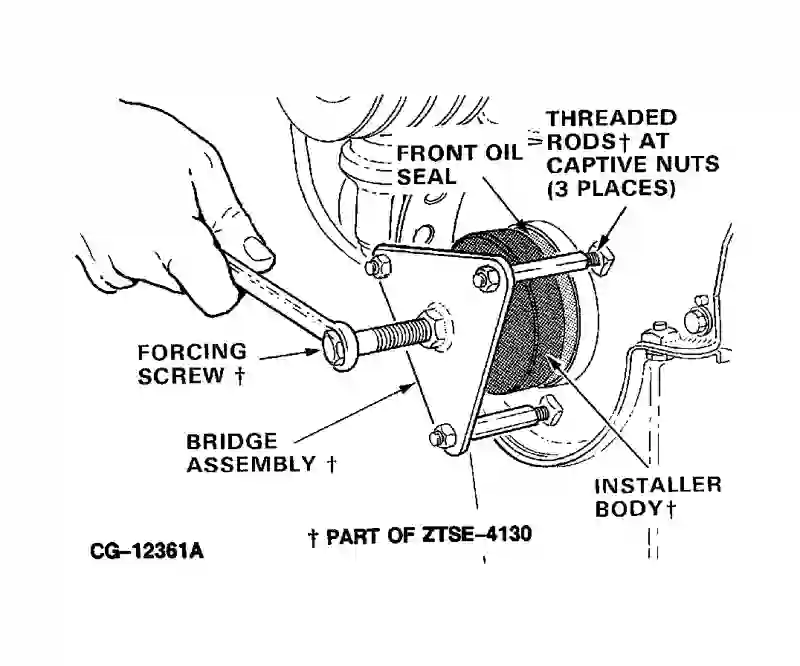 THREADED
RODS† AT
CAPTIVE NUTS
(3 PLACES)
FRONT OIL
SEAL
FORCING
SCREW †
BRIDGE
ASSEMBLY †
INSTALLER
BODY†
† PART OF ZTSE–4130
CG–12361A